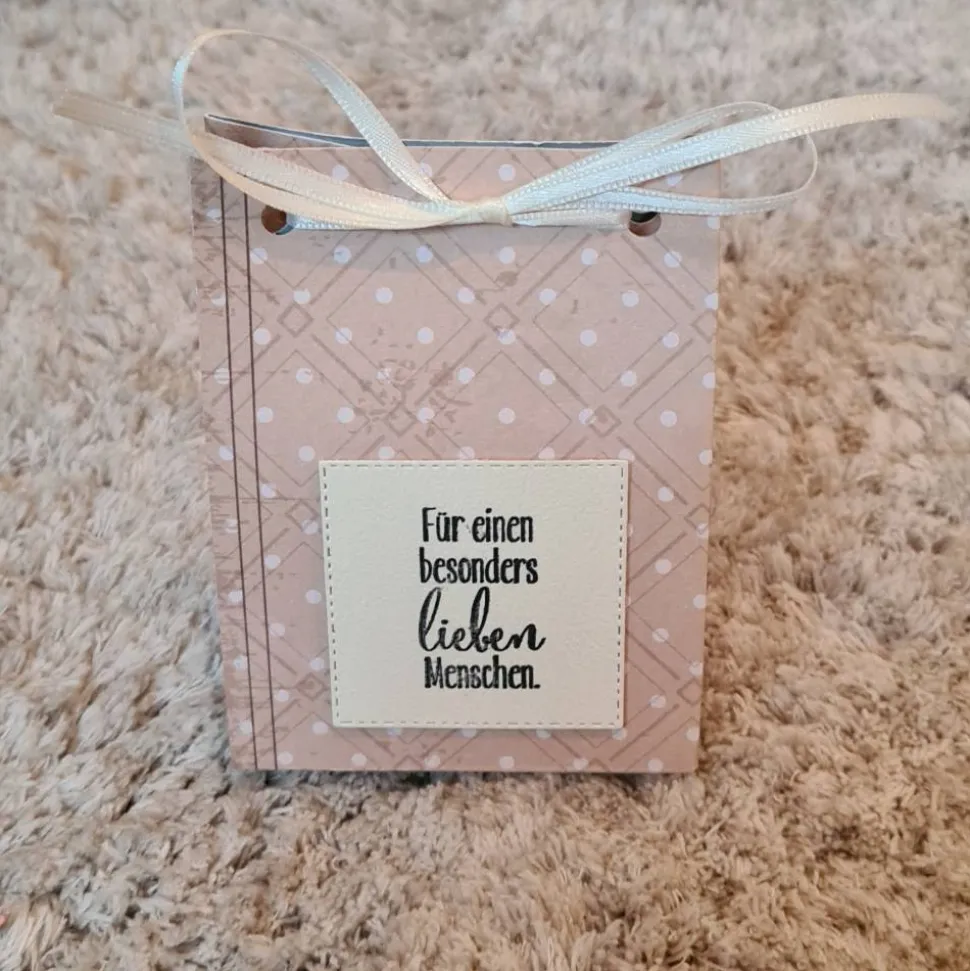 Für einen
besonders
lieben
Menschen.